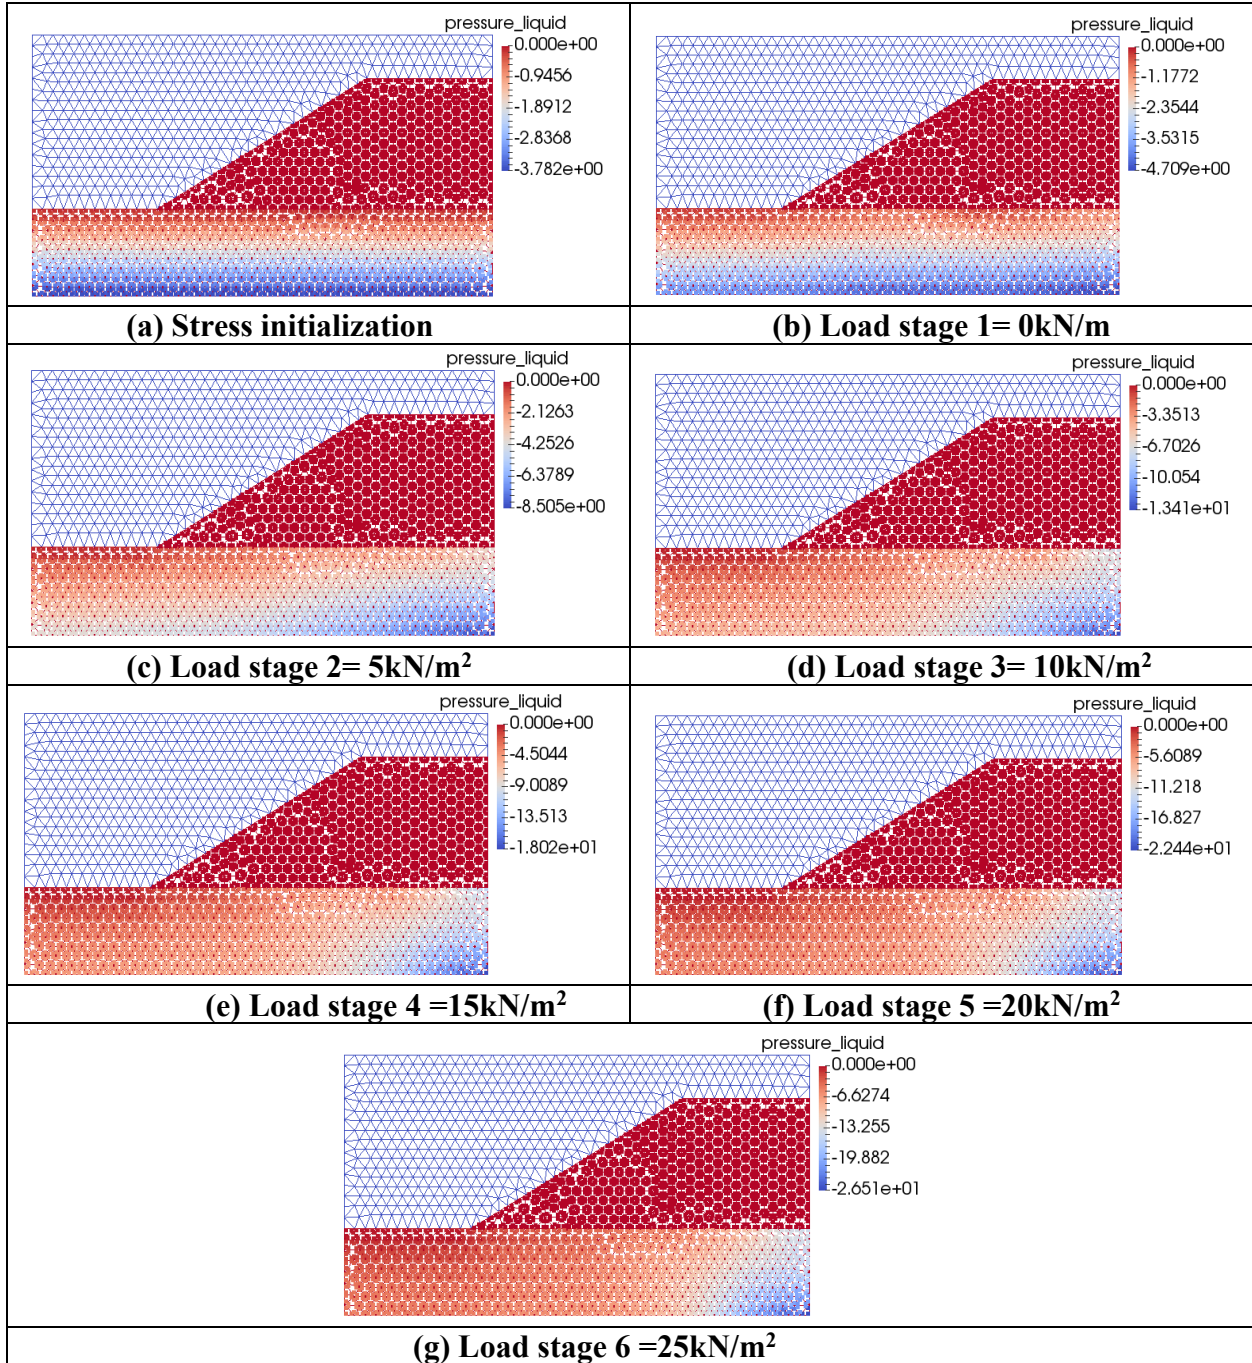 pressure_liquid
0.000e+00
-0.9456
-1.8912
-2.8368
-3.782e+00
(a) Stress initialization
pressure_liquid
0.000e+00
-1.1772
-2.3544
-3.5315
-4.709e+00
(b) Load stage 1= 0kN/m
pressure_liquid
0.000e+00
-2.1263
-4.2526
-6.3789
-8.505e+00
(c) Load stage 2= 5kN/m²
pressure_liquid
0.000e+00
-3.3513
-6.7026
-10.054
-1.341e+01
(d) Load stage 3= 10kN/m²
pressure_liquid
0.000e+00
-4.5044
-9.0089
-13.513
-1.802e+01
(e) Load stage 4 =15kN/m²
pressure_liquid
0.000e+00
-5.6089
-11.218
-16.827
-2.244e+01
(f) Load stage 5 =20kN/m²
pressure_liquid
0.000e+00
-6.6274
-13.255
-19.882
-2.651e+01
(g) Load stage 6 =25kN/m²